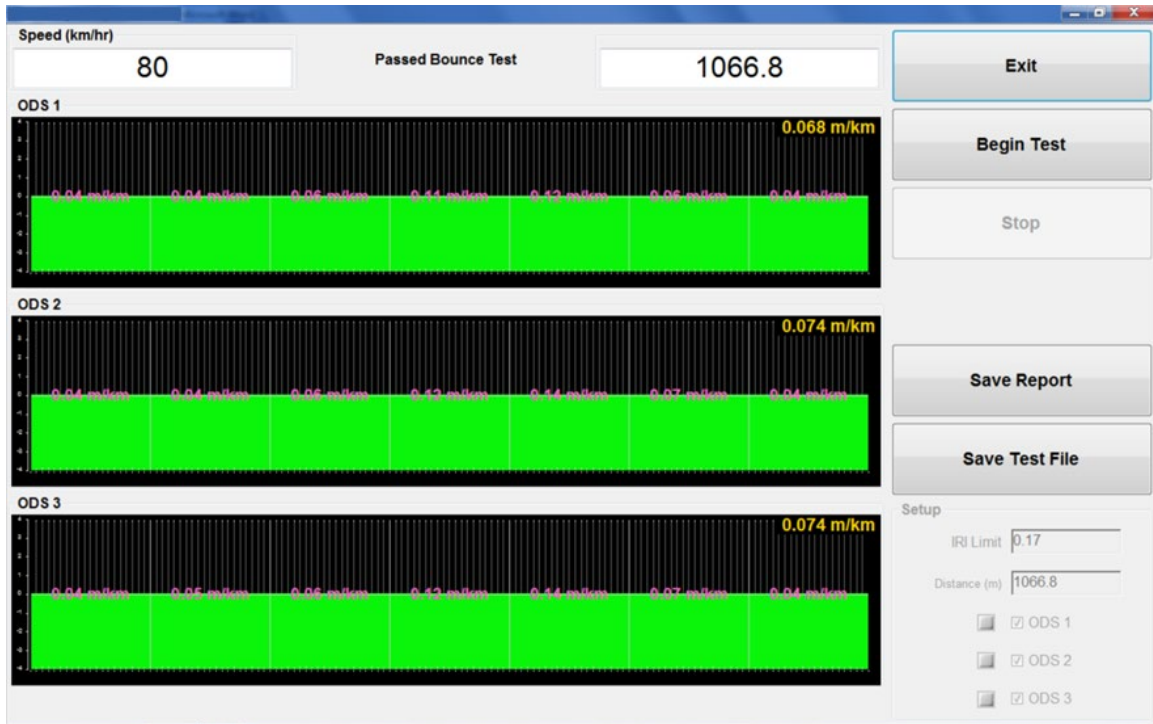 Speed (km/hr)
80
Passed Bounce Test
1066.8
Exit
ODS 1
0.068 m/km
Begin Test
0.04 m/km 0.04 m/km 0.06 m/km 0.11 m/km 0.13 m/km 0.06 m/km 0.04 m/km
Stop
ODS 2
0.074 m/km
0.04 m/km 0.04 m/km 0.06 m/km 0.13 m/km 0.14 m/km 0.07 m/km 0.04 m/km
Save Report
Save Test File
ODS 3
0.074 m/km
0.04 m/km 0.05 m/km 0.06 m/km 0.13 m/km 0.14 m/km 0.07 m/km 0.04 m/km
Setup
IRI Limit 0.17
Distance (m) 1066.8
ODS 1
ODS 2
ODS 3